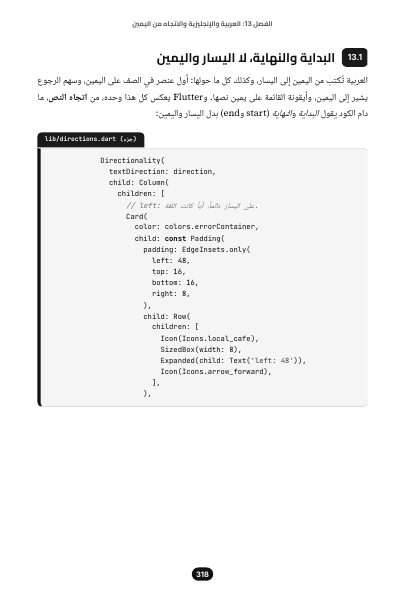 الفصل 13: العربية والإنجليزية والاتجاه من اليمين
13.1 البداية والنهاية، لا اليسار واليمين
العربية تُكتب من اليمين إلى اليسار، وكذلك كل ما حولها: أول عنصر في الصف على اليمين، وسهم الرجوع
يشير إلى اليمين، وأيقونة القائمة على يمين نصها. وFlutter يعكس كل هذا وحده، من اتجاه النص، ما
دام الكود يقول البداية والنهاية (start وend) بدل اليسار واليمين:
lib/directions.dart (جزء)
Directionality(
textDirection: direction,
child: Column(
children: [
// left: على اليسار دائماً، أياً كانت اللغة.
Card(
color: colors.errorContainer,
child: const Padding(
padding: EdgeInsets.only(
left: 48,
top: 16,
bottom: 16,
right: 8,
),
child: Row(
children: [
Icon(Icons.local_cafe),
SizedBox(width: 8),
Expanded(child: Text('left: 48')),
Icon(Icons.arrow_forward),
],
),
318